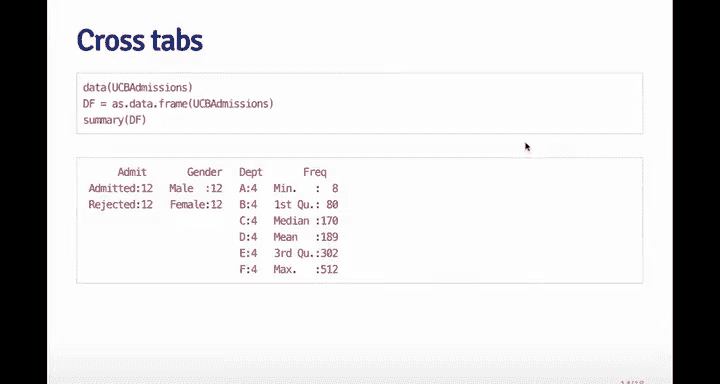 Cross tabs
data(UCBAdmissions)
DF = as.data.frame(UCBAdmissions)
summary(DF)
Admit Gender Dept Freq
Admitted:12 Male :12 A:4 Min. : 8
Rejected:12 Female:12 B:4 1st Qu.: 80
C:4 Median :170
D:4 Mean :189
E:4 3rd Qu.:302
F:4 Max. :512